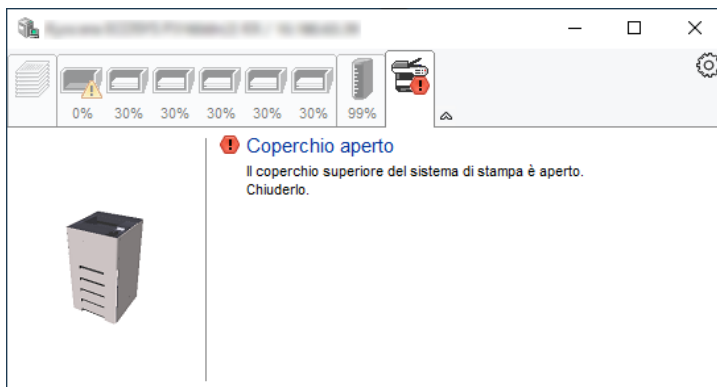 0% 30% 30% 30% 30% 30% 99%
Coperchio aperto
Il coperchio superiore del sistema di stampa è aperto.
Chiuderlo.